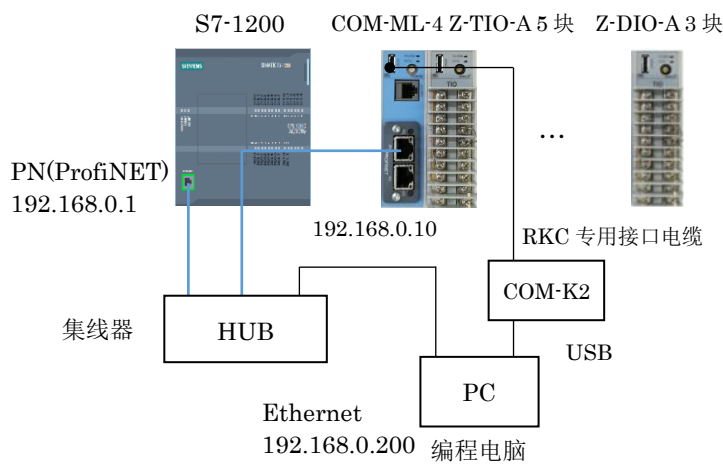 S7-1200
COM-ML-4 Z-TIO-A 5 块
Z-DIO-A 3 块
SIEMENS
TIO
PN(ProfiNET)
192.168.0.1
192.168.0.10
…
RKC 专用接口电缆
COM-K2
集线器
HUB
USB
PC
Ethernet
192.168.0.200
编程电脑